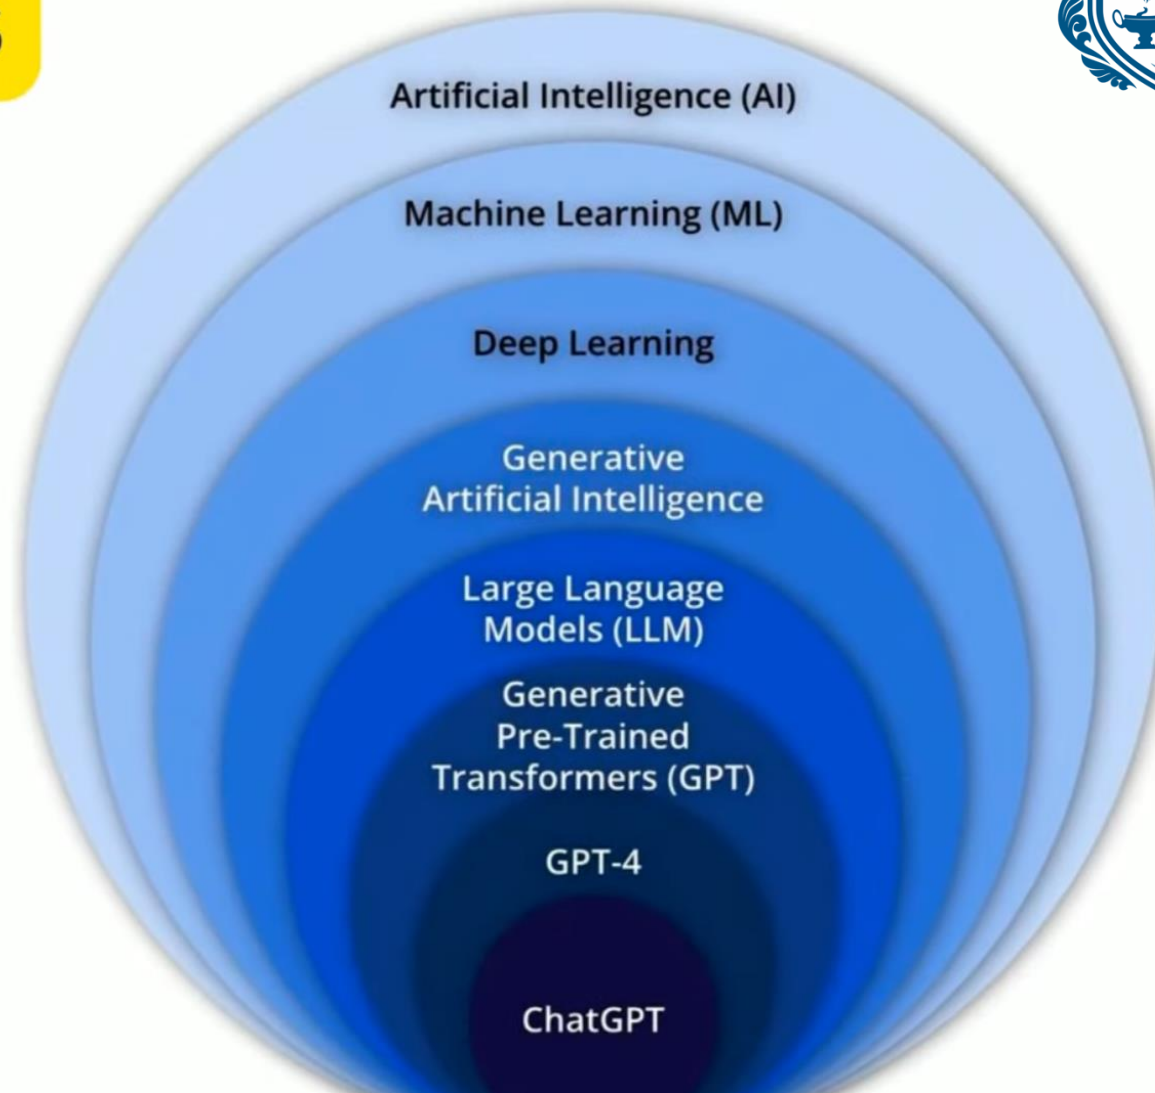 Artificial Intelligence (AI)
Machine Learning (ML)
Deep Learning
Generative
Artificial Intelligence
Large Language
Models (LLM)
Generative
Pre-Trained
Transformers (GPT)
GPT-4
ChatGPT